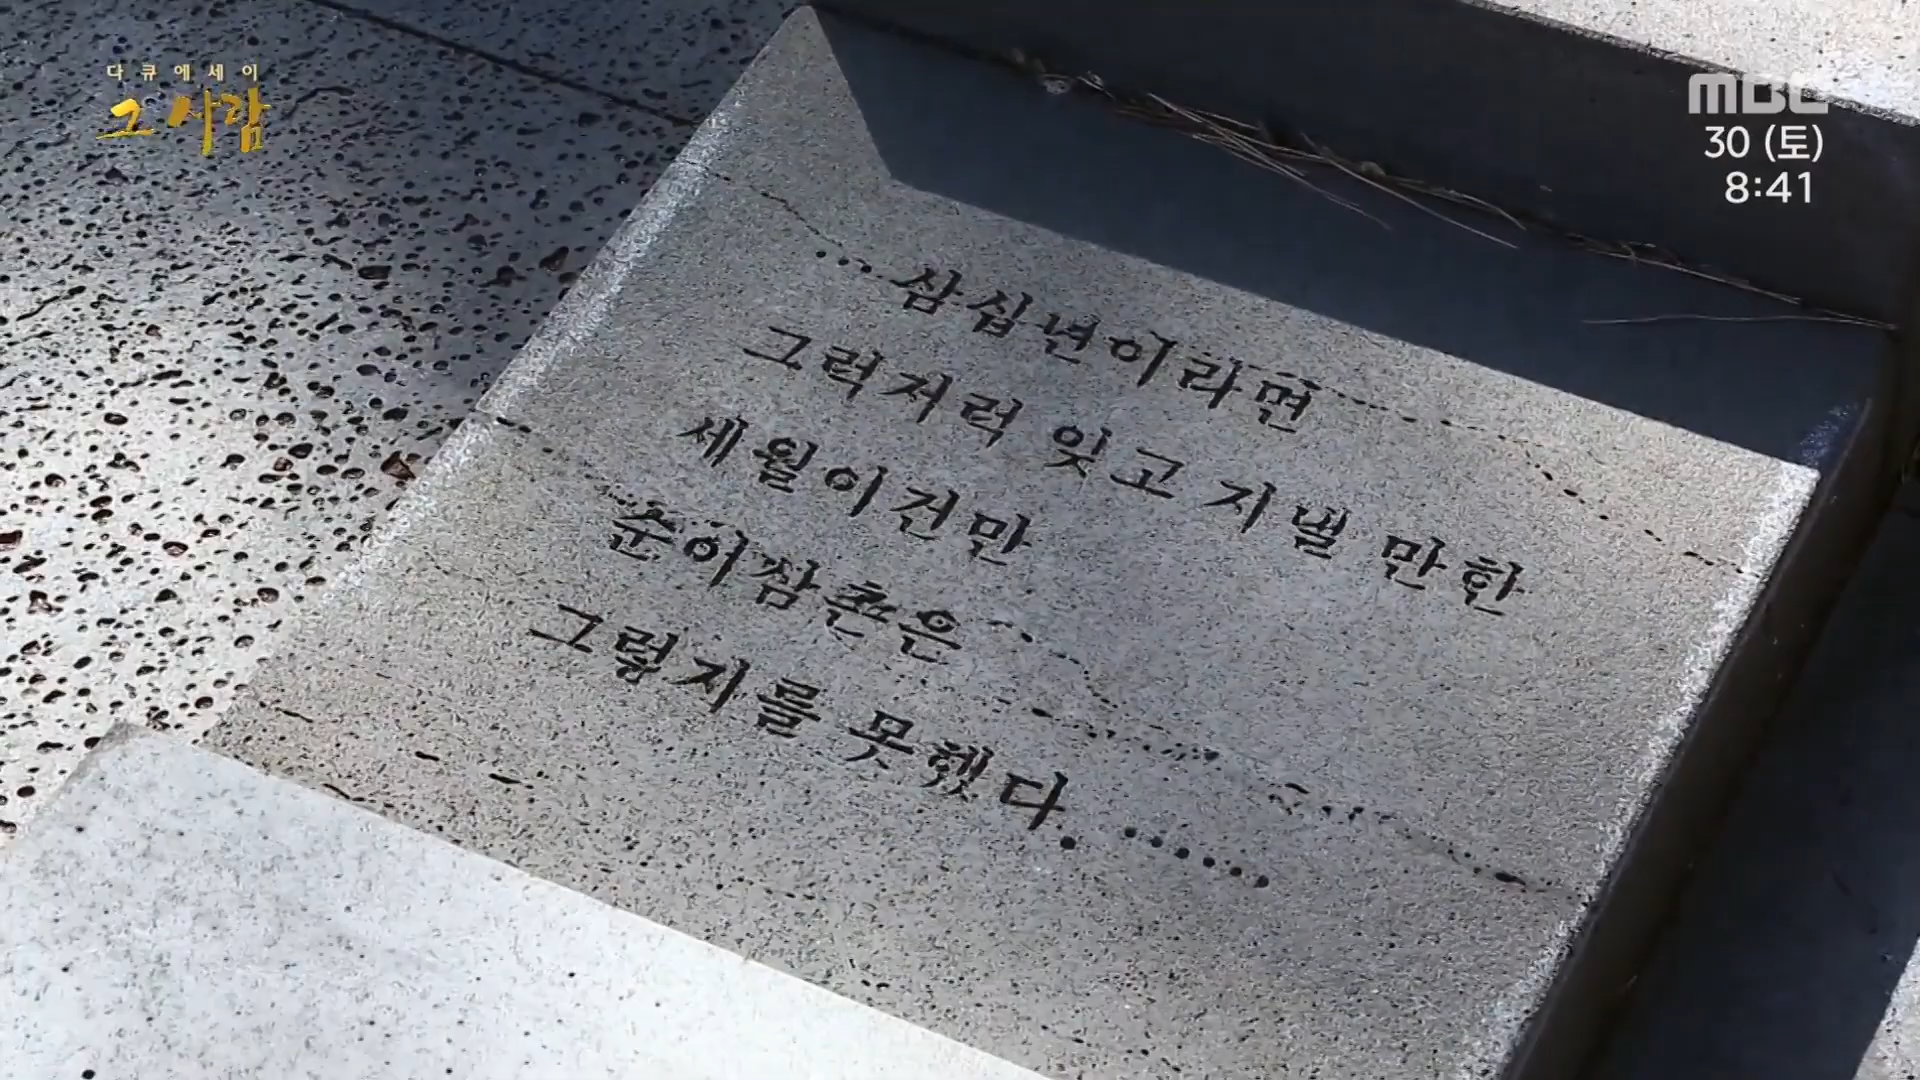 다큐에세이
그 사람
MBC
30 (토)
8:41
...삼십년이라면
그럭저럭 잊고 지낼 만한
세월이건만
순이삼촌은
그렇지를 못했다. .....